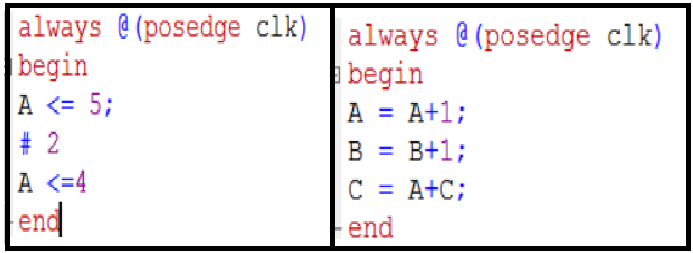 always @(posedge clk)
begin
A <= 5;
# 2
A <=4
end
always @(posedge clk)
begin
A = A+1;
B = B+1;
C = A+C;
end